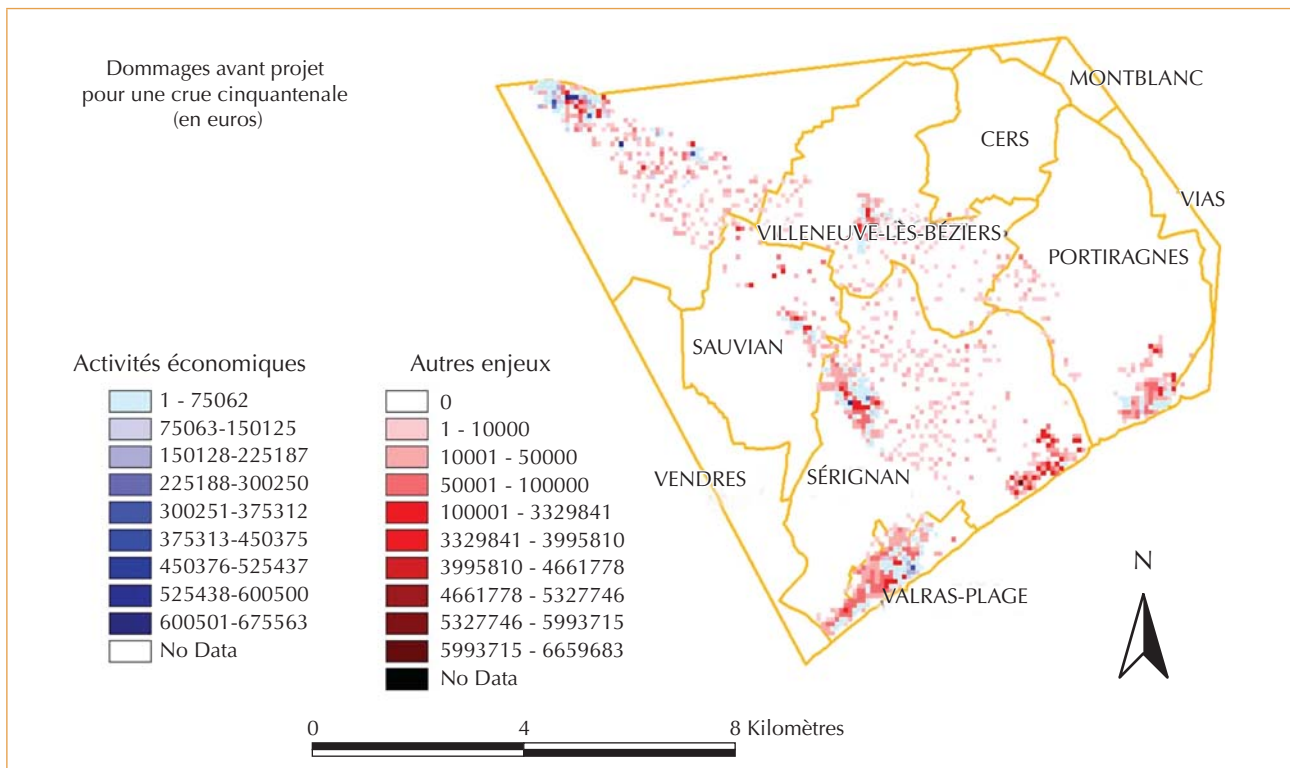 Dommages avant projet
pour une crue cinquantenale
(en euros)
MONTBLANC
CERS
VIAS
VILLENEUVE-LÈS-BÉZIERS
PORTIRAGNES
SAUVIAN
VENDRES
SÉRIGNAN
VALRAS-PLAGE
Activités économiques
1 - 75062
75063-150125
150128-225187
225188-300250
300251-375312
375313-450375
450376-525437
525438-600500
600501-675563
No Data
Autres enjeux
0
1 - 10000
10001 - 50000
50001 - 100000
100001 - 3329841
3329841 - 3995810
3995810 - 4661778
4661778 - 5327746
5327746 - 5993715
5993715 - 6659683
No Data
N
0 4 8 Kilomètres